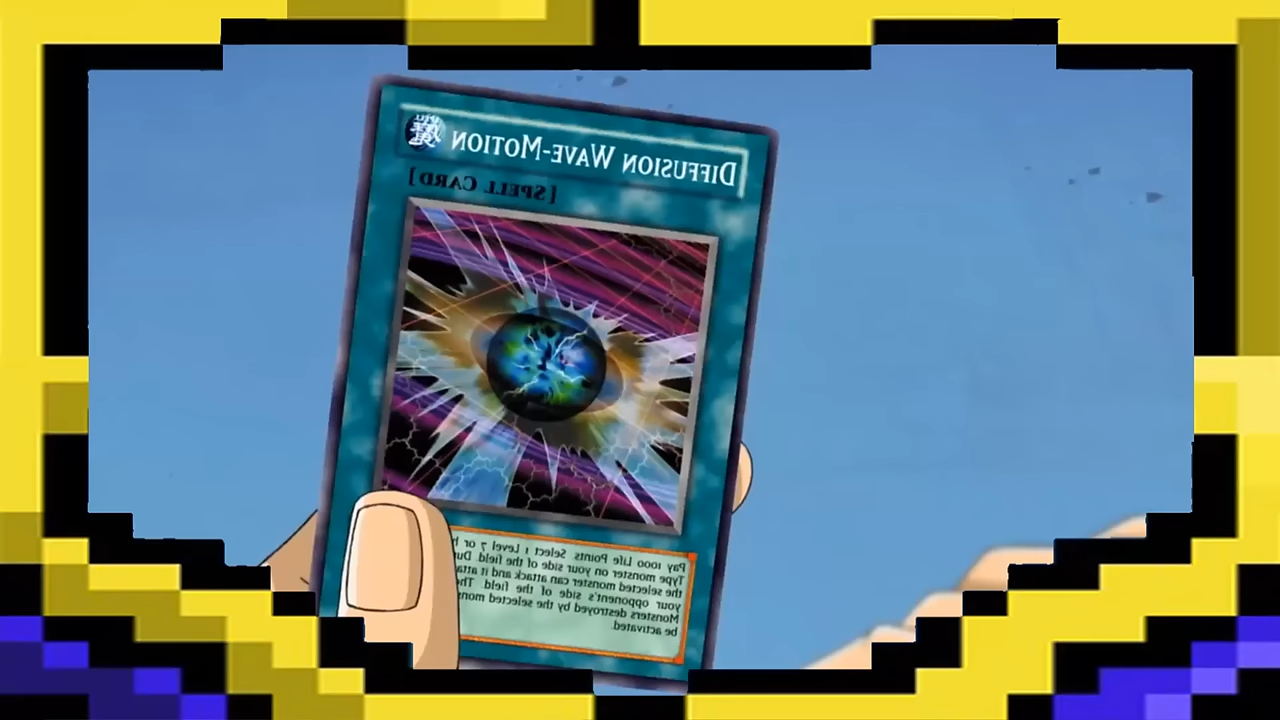 DIFFUSION WAVE-MOTION
[SPELL CARD]
Pay 1000 Life Points. Select 1 Level 7 or
Type monster on your side of the field.
the selected monster can attack and it
your opponent's side of the field.
Monsters destroyed by the selected
be activated.